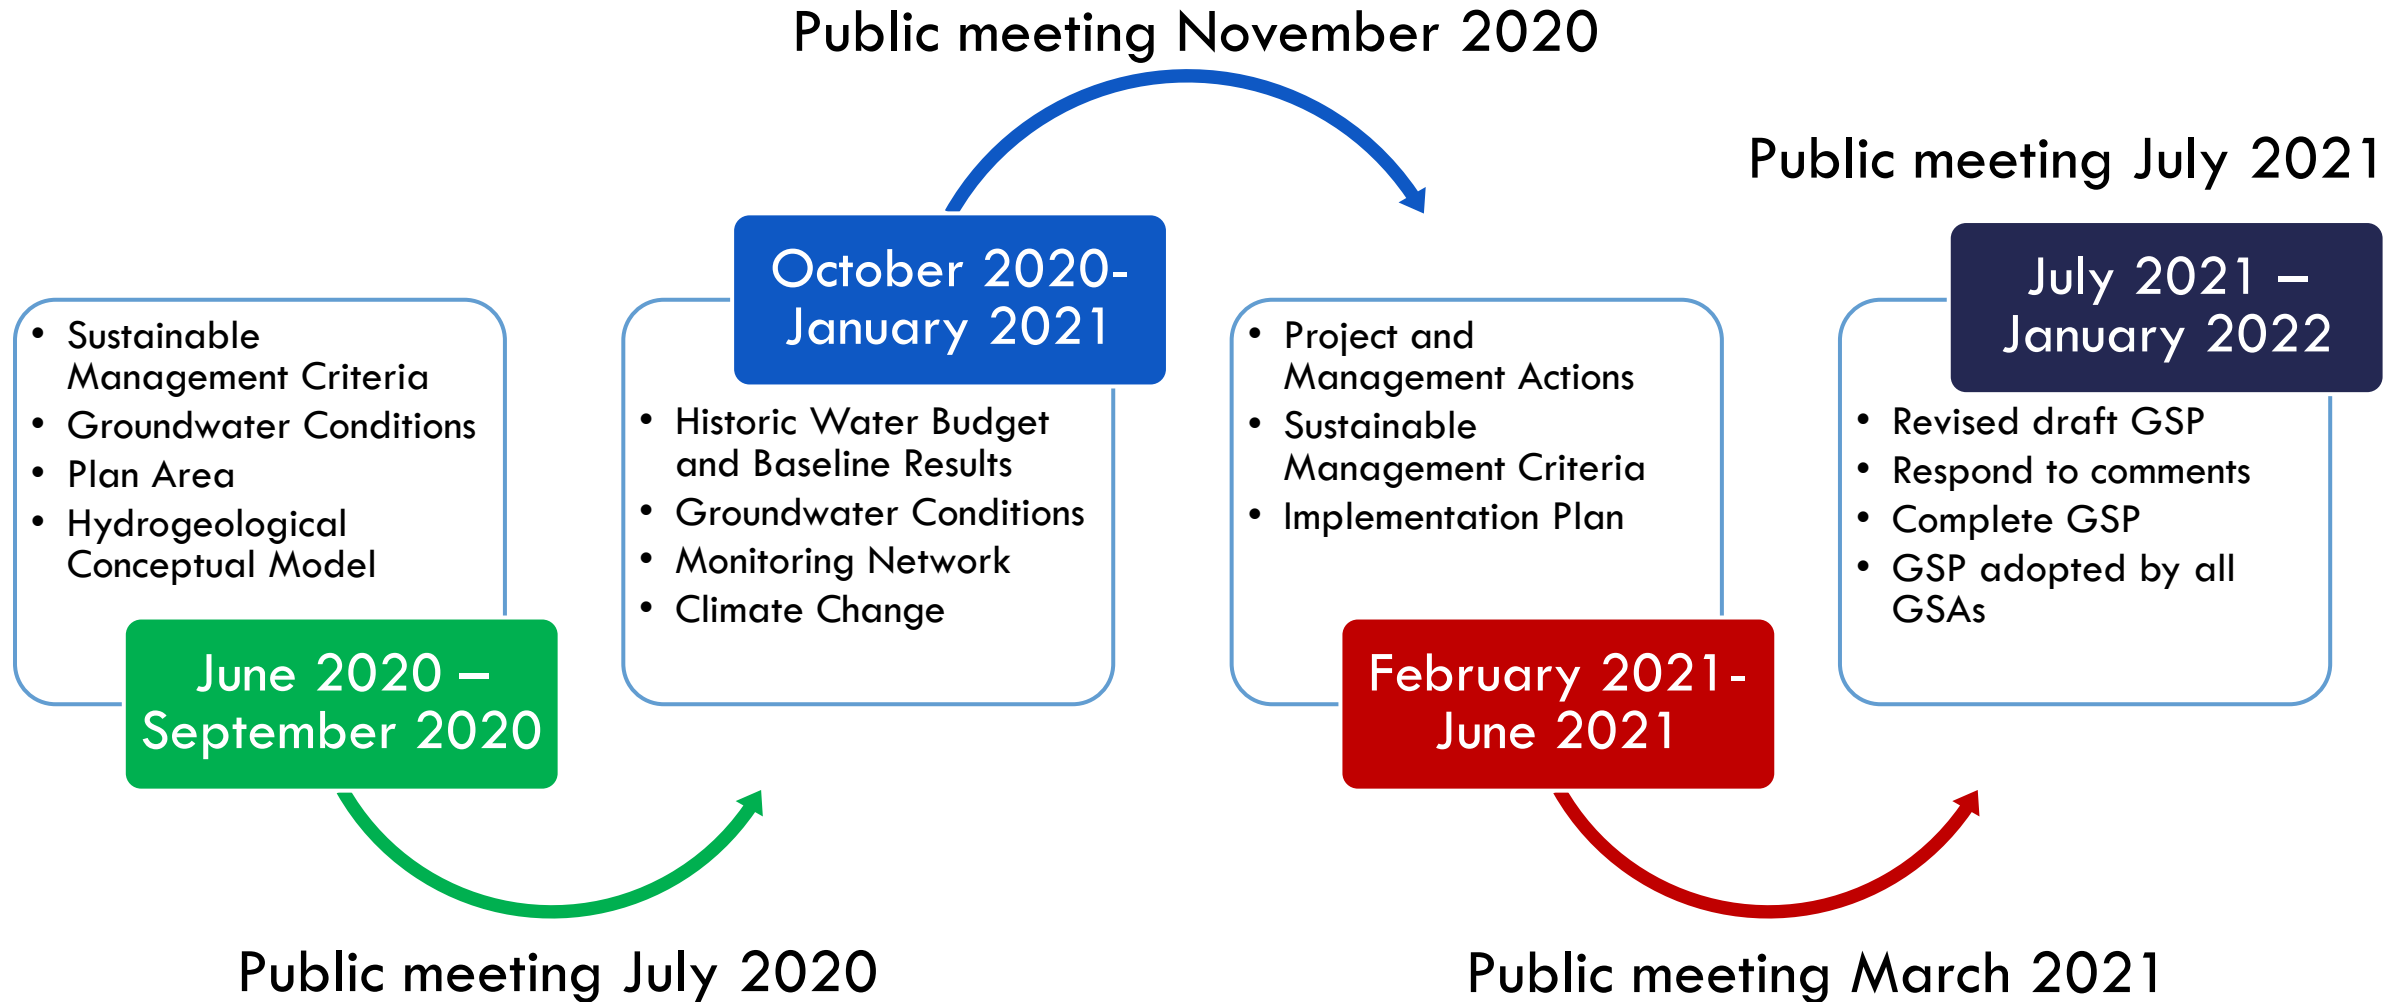 Public meeting November 2020
Public meeting July 2021
• Sustainable
Management Criteria
• Groundwater Conditions
• Plan Area
• Hydrogeological
Conceptual Model
June 2020 –
September 2020
Public meeting July 2020
October 2020-
January 2021
• Historic Water Budget
and Baseline Results
• Groundwater Conditions
• Monitoring Network
• Climate Change
• Project and
Management Actions
• Sustainable
Management Criteria
• Implementation Plan
February 2021-
June 2021
Public meeting March 2021
July 2021 –
January 2022
• Revised draft GSP
• Respond to comments
• Complete GSP
• GSP adopted by all
GSAs